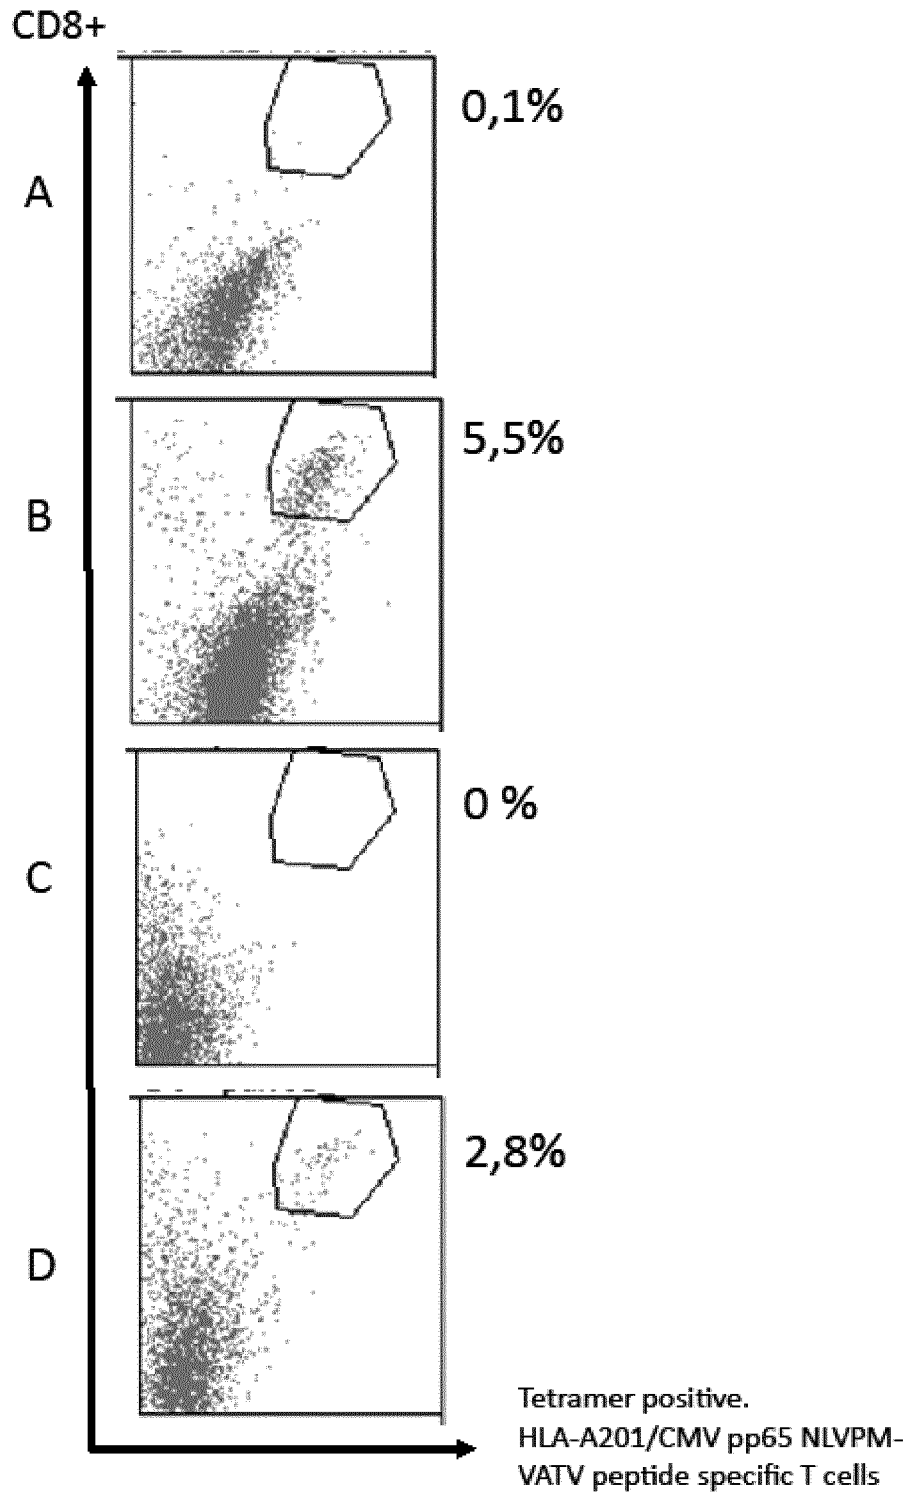 CD8+
A
0,1%
B
5,5%
C
0 %
D
2,8%
Tetramer positive.
HLA-A201/CMV pp65 NLVPM-
VATV peptide specific T cells